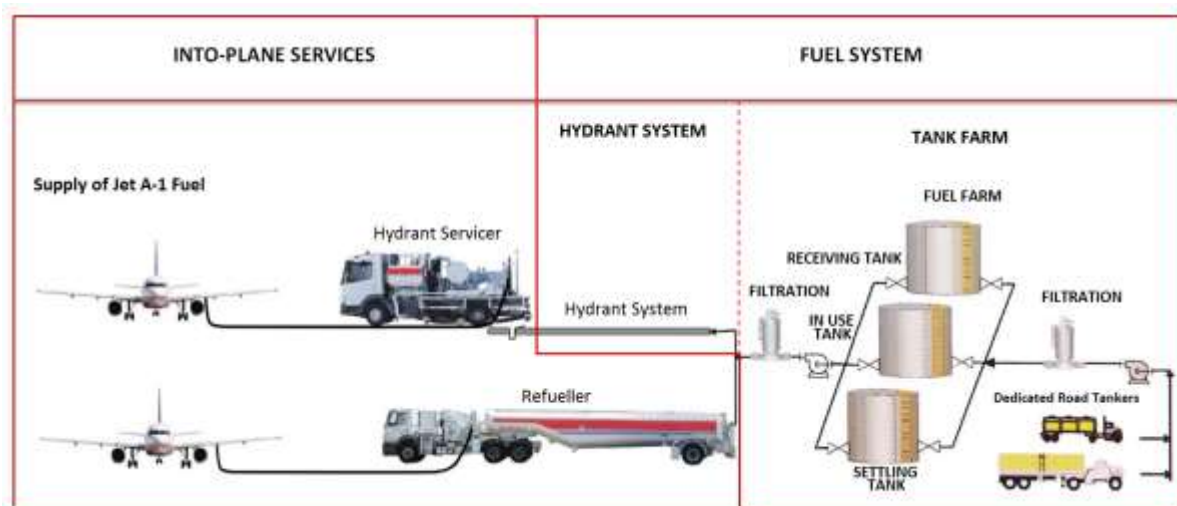 INTO-PLANE SERVICES
FUEL SYSTEM
HYDRANT SYSTEM
TANK FARM
Supply of Jet A-1 Fuel
FUEL FARM
Hydrant Servicer
RECEIVING TANK
FILTRATION
FILTRATION
Hydrant System
IN USE
TANK
Refueller
Dedicated Road Tankers
SETTLING
TANK